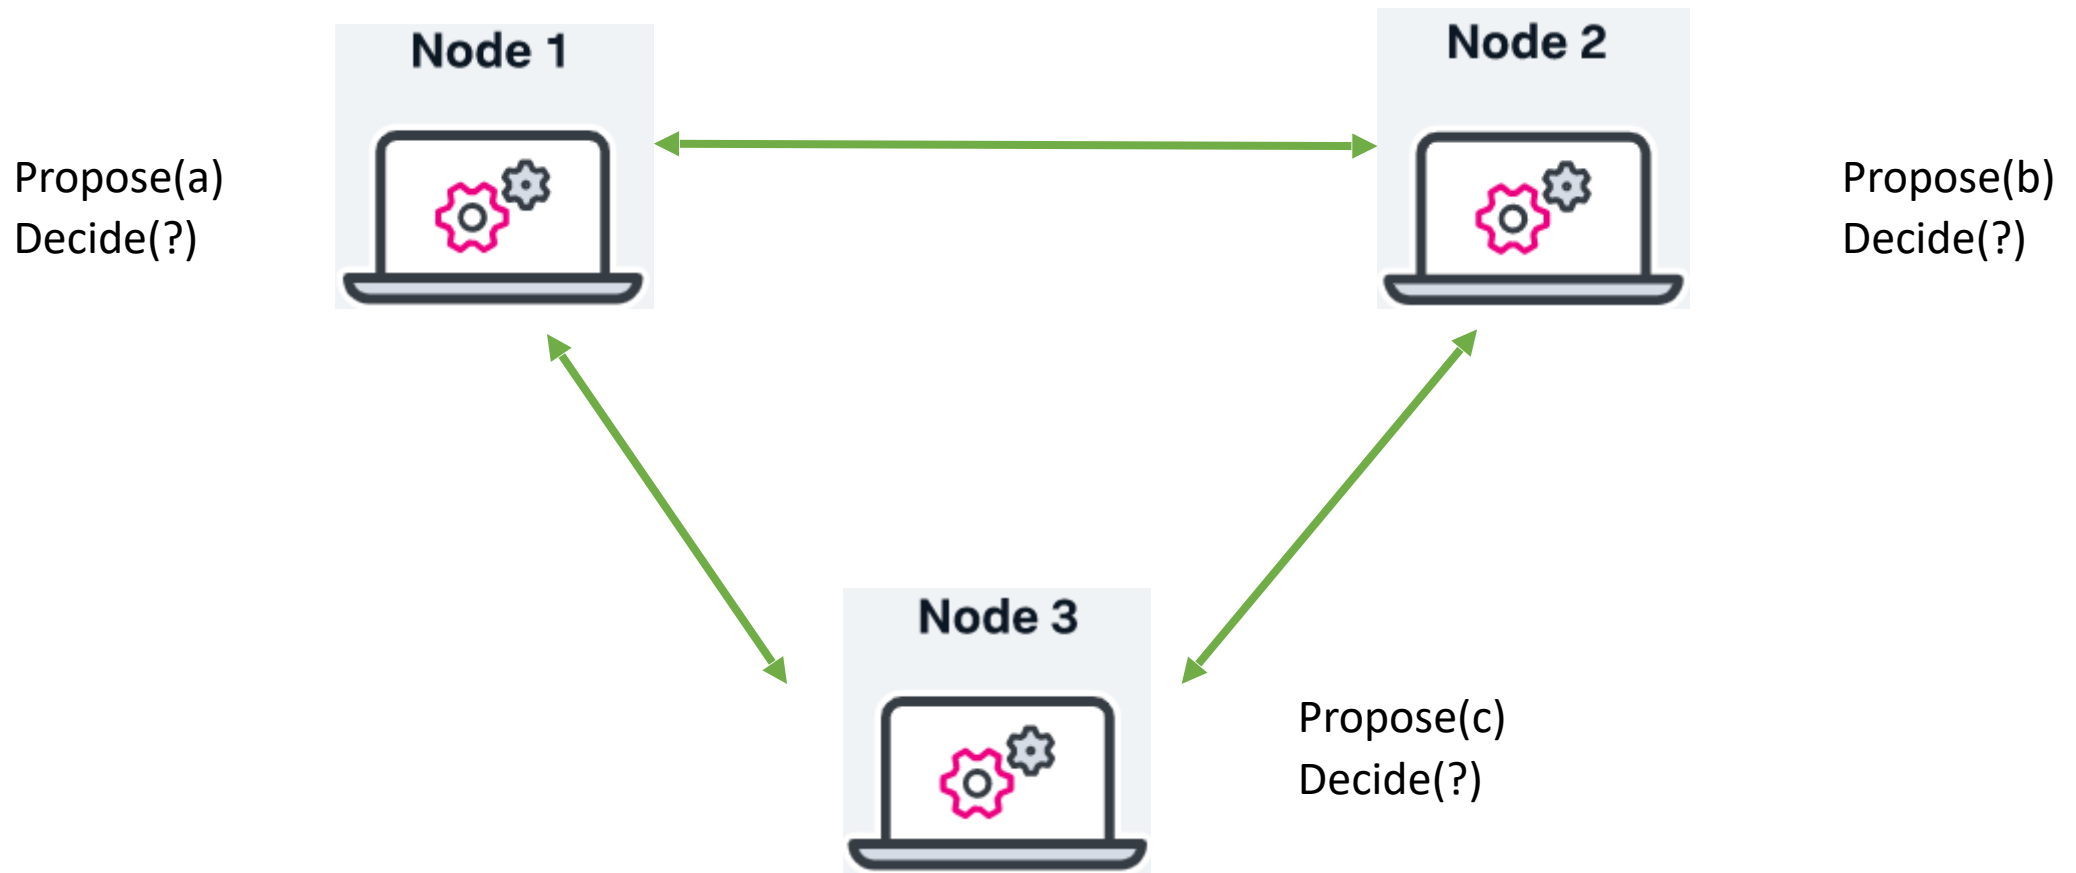 Node 1
Node 2
Propose(a)
Decide(?)
Propose(b)
Decide(?)
Node 3
Propose(c)
Decide(?)